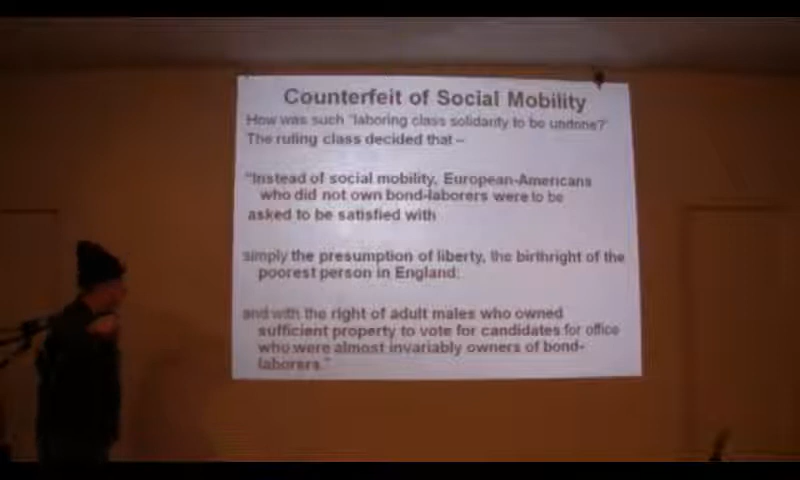 Counterfeit of Social Mobility
How was such "laboring class solidarity to be undone?"
The ruling class decided that –
"Instead of social mobility, European-Americans
who did not own bond-laborers were to be
asked to be satisfied with
simply the presumption of liberty, the birthright of the
poorest person in England;
and with the right of adult males who owned
sufficient property to vote for candidates for office
who were almost invariably owners of bond-
laborers."